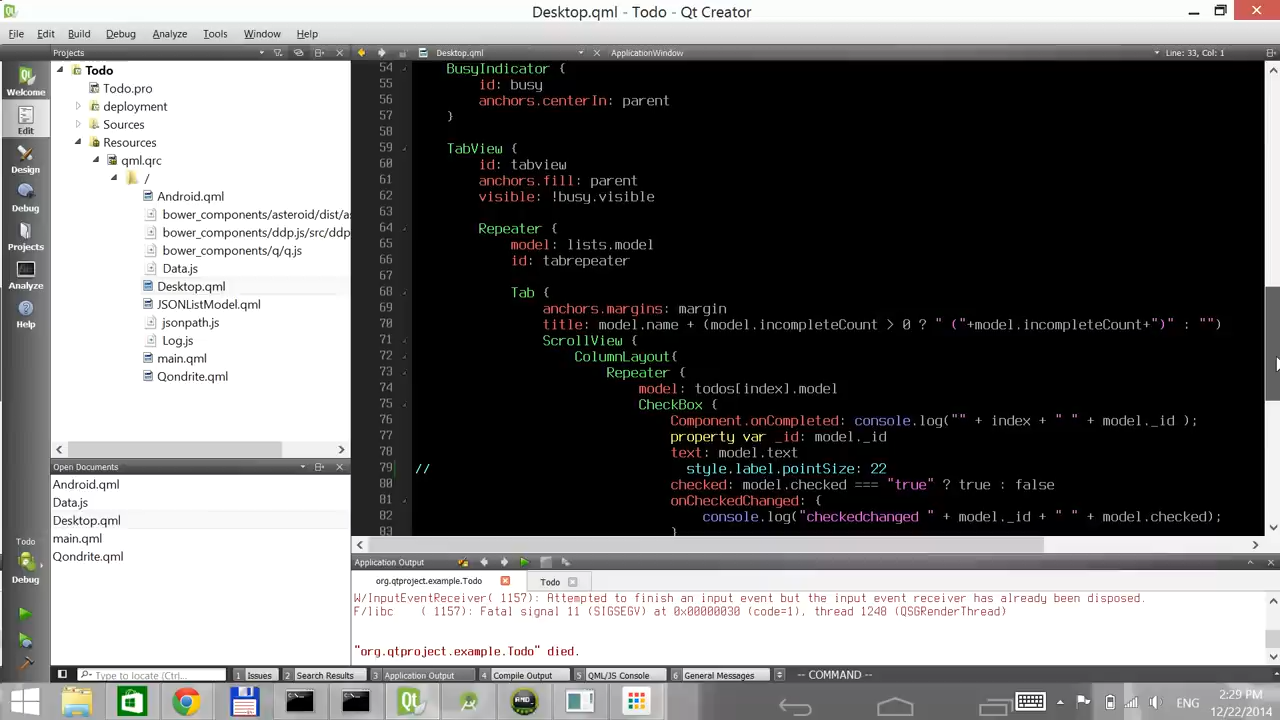 Desktop.qml - Todo - Qt Creator
File Edit Build Debug Analyze Tools Window Help
Projects
Desktop.qml
ApplicationWindow
Line: 33, Col: 1
Welcome
Edit
Design
Debug
Projects
Analyze
Help
Todo
Debug
Todo
Todo.pro
deployment
Sources
Resources
qml.qrc
/
Android.qml
bower_components/asteroid/dist/as
bower_components/ddp.js/src/ddp
bower_components/q/q.js
Data.js
Desktop.qml
JSONListModel.qml
jsonpath.js
Log.js
main.qml
Qondrite.qml
Open Documents
Android.qml
Data.js
Desktop.qml
main.qml
Qondrite.qml
54 BusyIndicator {
55 id: busy
56 anchors.centerIn: parent
57 }
58
59 TabView {
60 id: tabview
61 anchors.fill: parent
62 visible: !busy.visible
63
64 Repeater {
65 model: lists.model
66 id: tabrepeater
67
68 Tab {
69 anchors.margins: margin
70 title: model.name + (model.incompleteCount > 0 ? " ("+model.incompleteCount+")" : "")
71 ScrollView {
72 ColumnLayout{
73 Repeater {
74 model: todos[index].model
75 CheckBox {
76 Component.onCompleted: console.log("" + index + " " + model._id );
77 property var _id: model._id
78 text: model.text
79 // style.label.pointSize: 22
80 checked: model.checked === "true" ? true : false
81 onCheckedChanged: {
82 console.log("checkedchanged " + model._id + " " + model.checked);
83 }
Application Output
org.qtproject.example.Todo
Todo
W/InputEventReceiver( 1157): Attempted to finish an input event but the input event receiver has already been disposed.
F/libc ( 1157): Fatal signal 11 (SIGSEGV) at 0x00000030 (code=1), thread 1248 (QSGRenderThread)
"org.qtproject.example.Todo" died.
Type to locate (Ctrl...
1 Issues
2 Search Results
3 Application Output
4 Compile Output
5 QML/JS Console
6 General Messages
-- COMMAND --
ENG
2:29 PM
12/22/2014